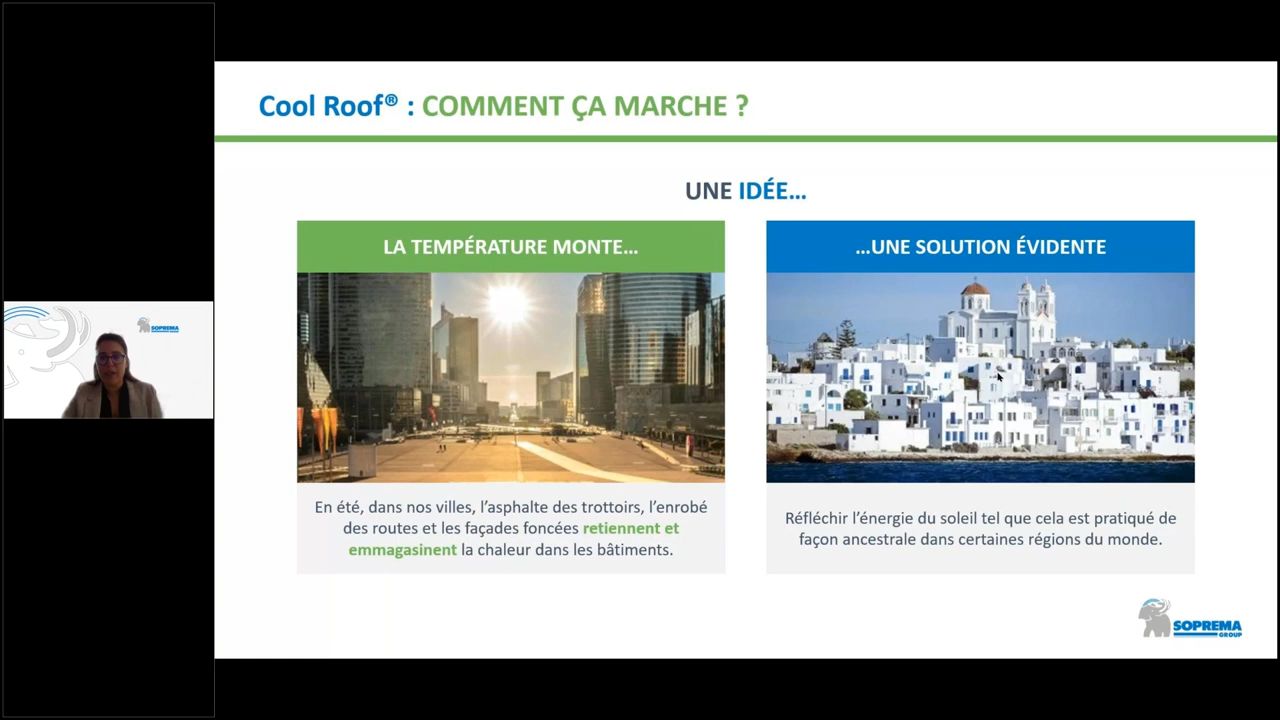 Cool Roof® : COMMENT ÇA MARCHE ?
UNE IDÉE...
LA TEMPÉRATURE MONTE...
...UNE SOLUTION ÉVIDENTE
En été, dans nos villes, l'asphalte des trottoirs, l'enrobé
des routes et les façades foncées retiennent et
emmagasinent la chaleur dans les bâtiments.
Réfléchir l'énergie du soleil tel que cela est pratiqué de
façon ancestrale dans certaines régions du monde.
SOPREMA
GROUP
SOPREMA
GROUP